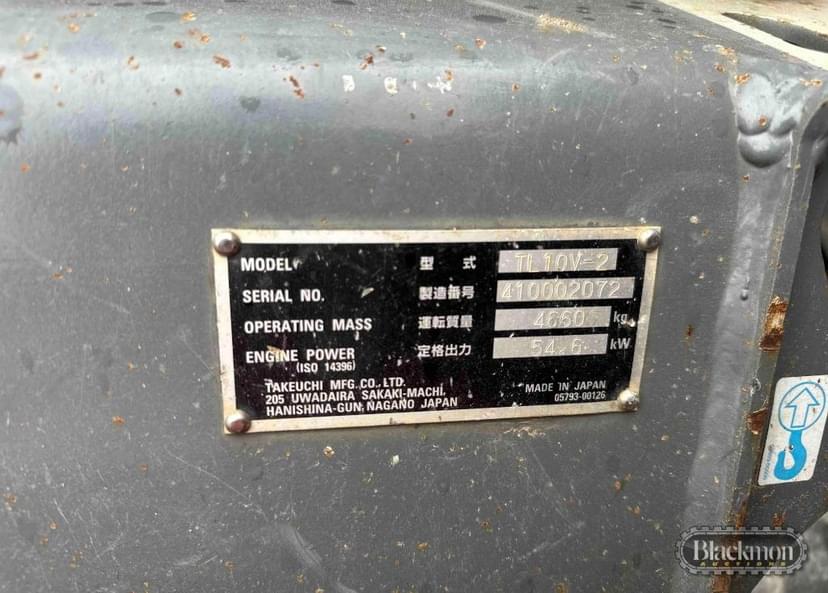 MODEL 型 式 TL10V-2
SERIAL NO. 製造番号 410002072
OPERATING MASS 運転質量 4660 kg
ENGINE POWER 定格出力 54.6 kW
(ISO 14396)
TAKEUCHI MFG.CO.LTD.
205 UWADAIRA SAKAKI-MACHI,
HANISHINA-GUN,NAGANO JAPAN
MADE IN JAPAN
05793-00126
Blackmon
AUCTIONS